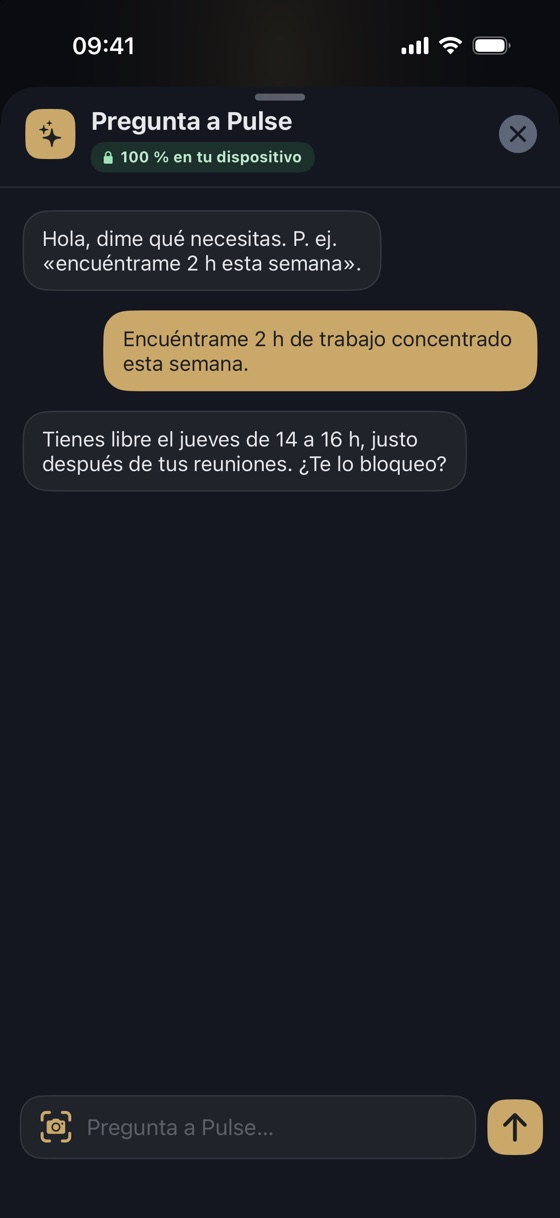 09:41
Pregunta a Pulse
100 % en tu dispositivo
Hola, dime qué necesitas. P. ej.
«encuéntrame 2 h esta semana».
Encuéntrame 2 h de trabajo concentrado
esta semana.
Tienes libre el jueves de 14 a 16 h, justo
después de tus reuniones. ¿Te lo bloqueo?
Pregunta a Pulse...